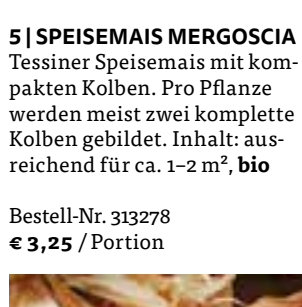 5 | SPEISEMAIS MERGOSCIA
Tessiner Speisemais mit kom-
pakten Kolben. Pro Pflanze
werden meist zwei komplette
Kolben gebildet. Inhalt: aus-
reichend für ca. 1–2 m², bio
Bestell-Nr. 313278
€ 3,25 / Portion